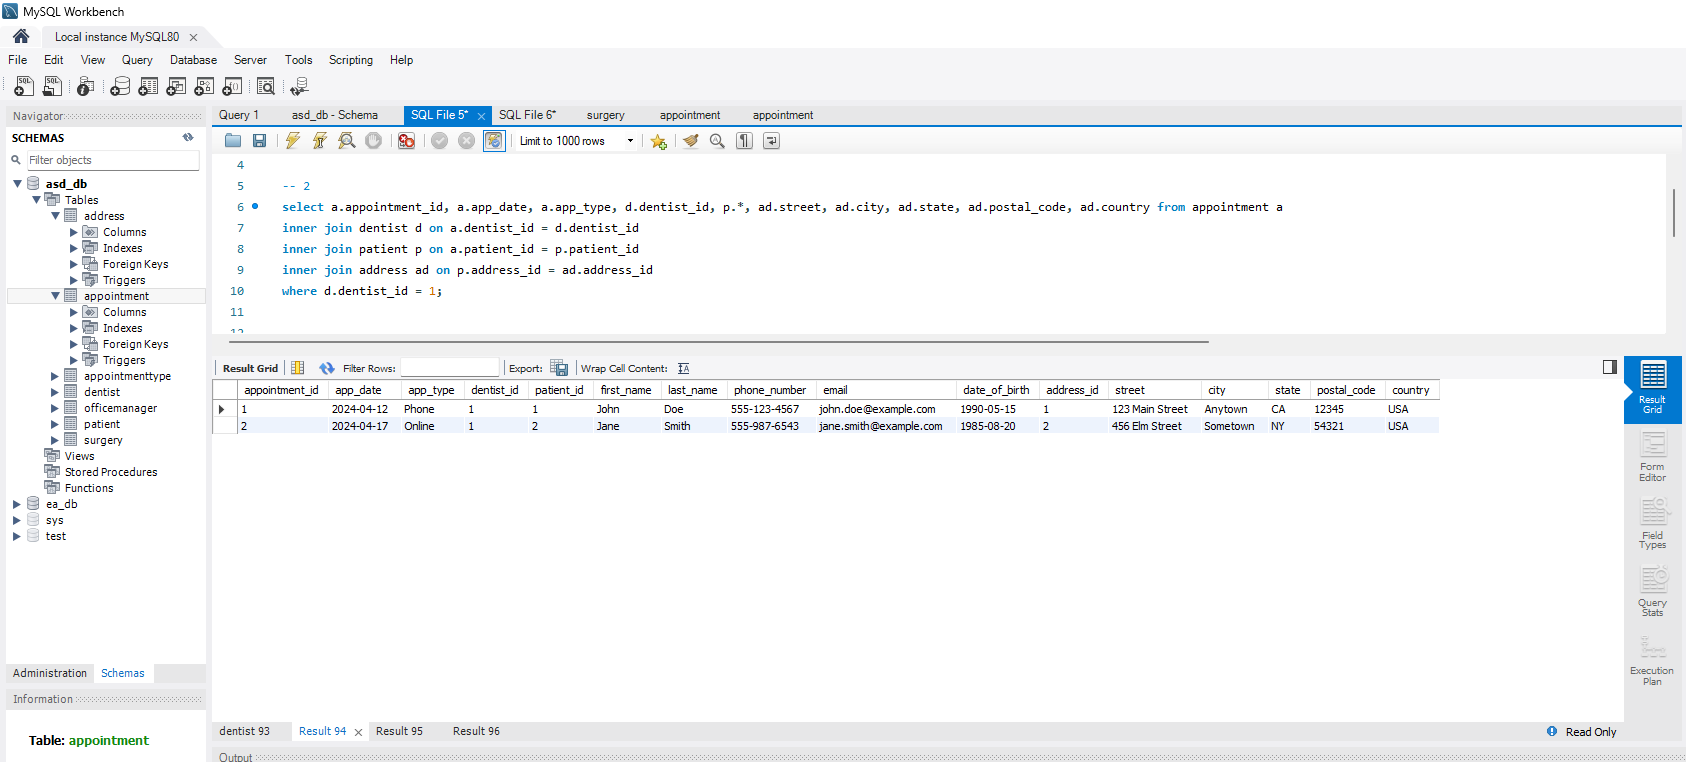 MySQL Workbench
Local instance MySQL80
File Edit View Query Database Server Tools Scripting Help
Navigator
SCHEMAS
Filter objects
asd_db
Tables
address
Columns
Indexes
Foreign Keys
Triggers
appointment
Columns
Indexes
Foreign Keys
Triggers
appointmenttype
dentist
officemanager
patient
surgery
Views
Stored Procedures
Functions
ea_db
sys
test
Administration Schemas
Information
Table: appointment
Query 1 asd_db - Schema SQL File 5* SQL File 6* surgery appointment appointment
Limit to 1000 rows
4
5 -- 2
6 select a.appointment_id, a.app_date, a.app_type, d.dentist_id, p.*, ad.street, ad.city, ad.state, ad.postal_code, ad.country from appointment a
7 inner join dentist d on a.dentist_id = d.dentist_id
8 inner join patient p on a.patient_id = p.patient_id
9 inner join address ad on p.address_id = ad.address_id
10 where d.dentist_id = 1;
11
12
Result Grid Filter Rows: Export: Wrap Cell Content:
appointment_id app_date app_type dentist_id patient_id first_name last_name phone_number email date_of_birth address_id street city state postal_code country
1 2024-04-12 Phone 1 1 John Doe 555-123-4567 john.doe@example.com 1990-05-15 1 123 Main Street Anytown CA 12345 USA
2 2024-04-17 Online 1 2 Jane Smith 555-987-6543 jane.smith@example.com 1985-08-20 2 456 Elm Street Sometown NY 54321 USA
Result
Grid
Form
Editor
Field
Types
Query
Stats
Execution
Plan
dentist 93 Result 94 Result 95 Result 96
Read Only
Output